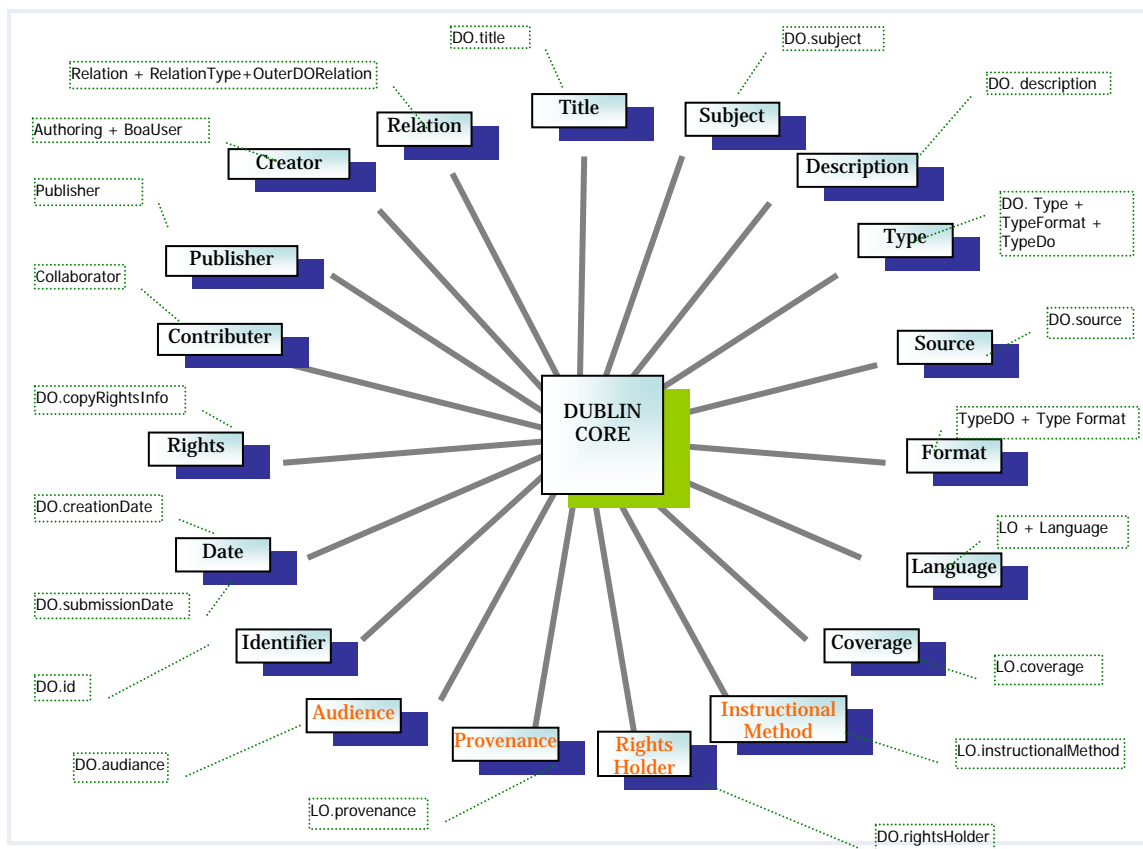 DO.title
DO.subject
Relation + RelationType+OuterDORelation
DO. description
Title
Subject
Relation
Authoring + BoaUser
Creator
Description
Publisher
DO. Type +
TypeFormat +
TypeDo
Type
Publisher
Collaborator
Contributer
DO.source
Source
DO.copyRightsInfo
DUBLIN
CORE
TypeDO + Type Format
Rights
Format
DO.creationDate
LO + Language
Date
Language
DO.submissionDate
Identifier
Coverage
LO.coverage
DO.id
Audience
Instructional
Method
Provenance
Rights
Holder
LO.instructionalMethod
DO.audiance
LO.provenance
DO.rightsHolder